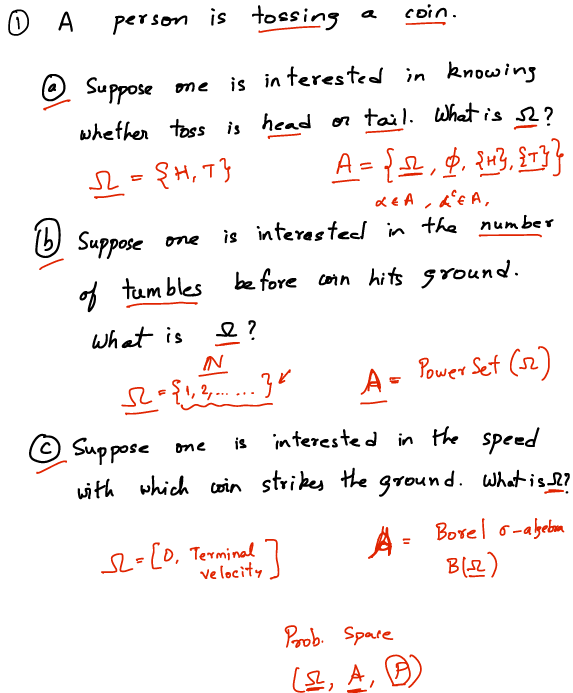 ① A person is tossing a coin.
ⓐ Suppose one is interested in knowing
whether toss is head or tail. What is Ω?
Ω = {H, T}
A = {Ω, ϕ, {H}, {T}}
α ∈ A, α^c ∈ A,
ⓑ Suppose one is interested in the number
of tumbles before coin hits ground.
What is Ω?
ℕ
Ω = {1, 2, ... ...}
A = Power Set (Ω)
ⓒ Suppose one is interested in the speed
with which coin strikes the ground. What is Ω?
Ω = [0, Terminal velocity]
A = Borel σ-algebra
B(Ω)
Prob. Space
(Ω, A, P)